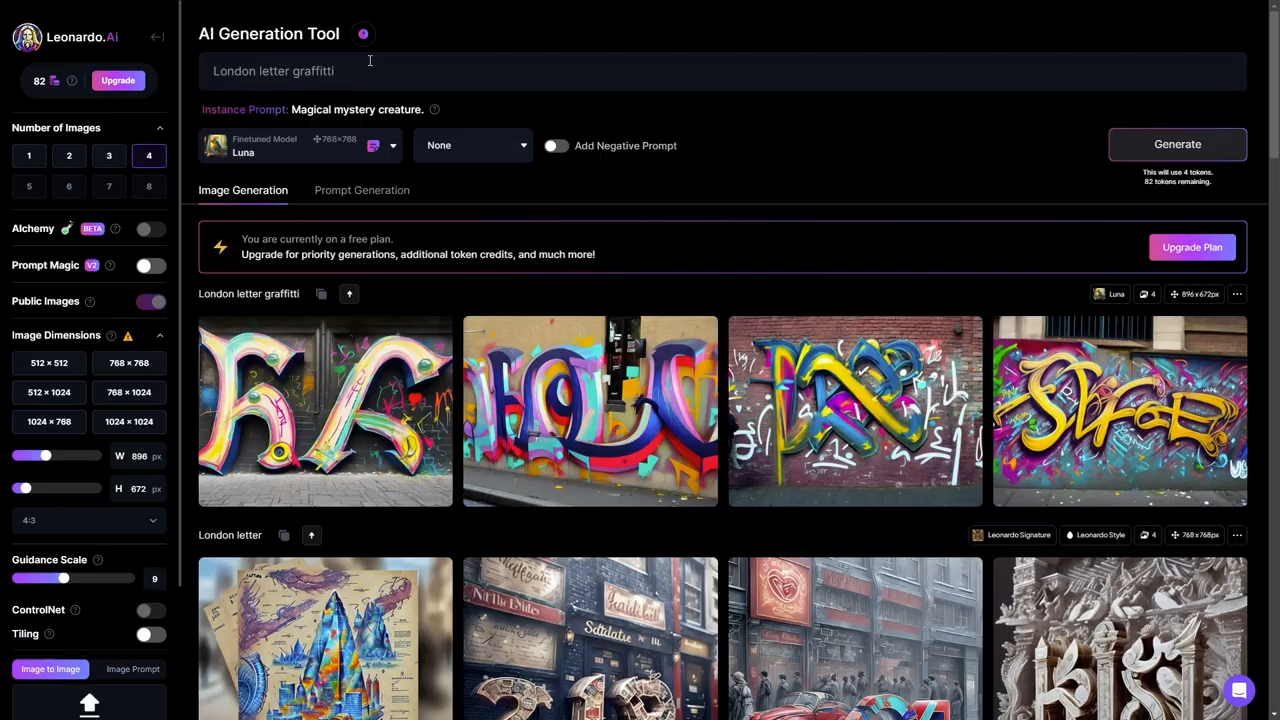 Leonardo.Ai
82
Upgrade
Number of Images
1
2
3
4
5
6
7
8
Alchemy
BETA
Prompt Magic
V2
Public Images
Image Dimensions
512 × 512
768 × 768
512 × 1024
768 × 1024
1024 × 768
1024 × 1024
W 896 px
H 672 px
4:3
Guidance Scale
9
ControlNet
Tiling
Image to Image
Image Prompt
AI Generation Tool
London letter graffitti
Instance Prompt: Magical mystery creature.
Finetuned Model
768×768
Luna
None
Add Negative Prompt
Generate
This will use 4 tokens.
82 tokens remaining.
Image Generation
Prompt Generation
You are currently on a free plan.
Upgrade for priority generations, additional token credits, and much more!
Upgrade Plan
London letter graffitti
Luna
4
896x672px
London letter
Leonardo Signature
Leonardo Style
4
768x768px